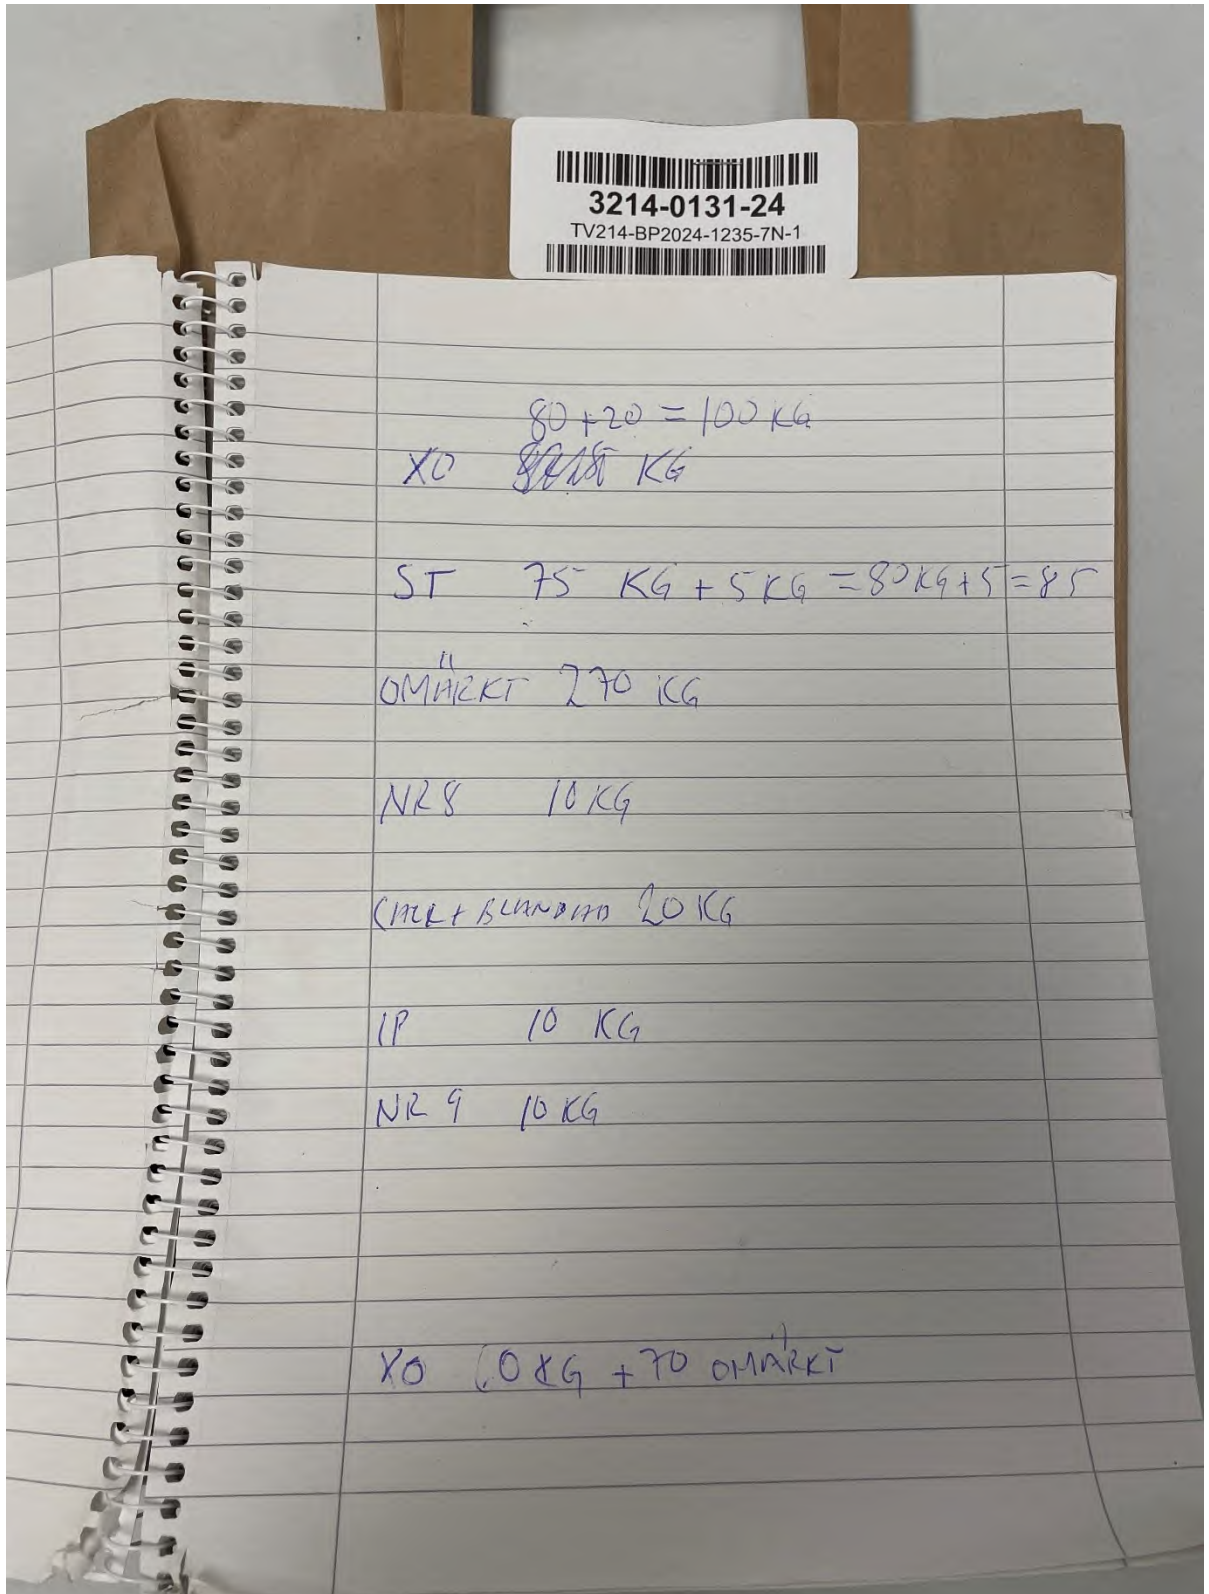 3214-0131-24
TV214-BP2024-1235-7N-1
80+20 = 100 KG
XO KG
ST 75 KG + 5 KG = 80 KG + 5 = 85
OMÄRKT 270 KG
NR 8 10 KG
+ BLANDAD 20 KG
IP 10 KG
NR 9 10 KG
XO 0 KG + 70 OMÄRKT